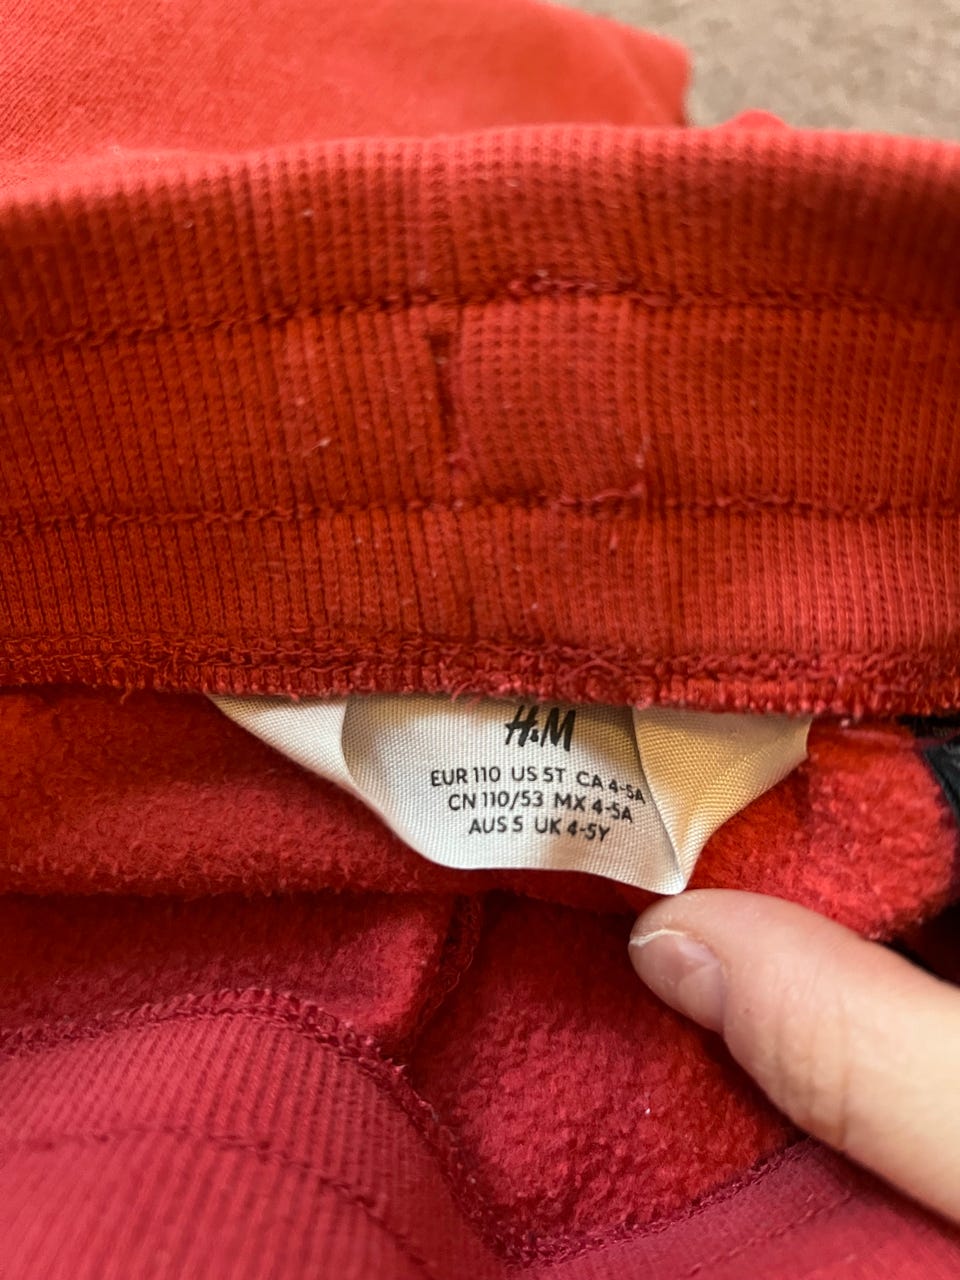 H&M
EUR 110 US 5T CA 4-5A
CN 110/53 MX 4-5A
AUS 5 UK 4-5Y